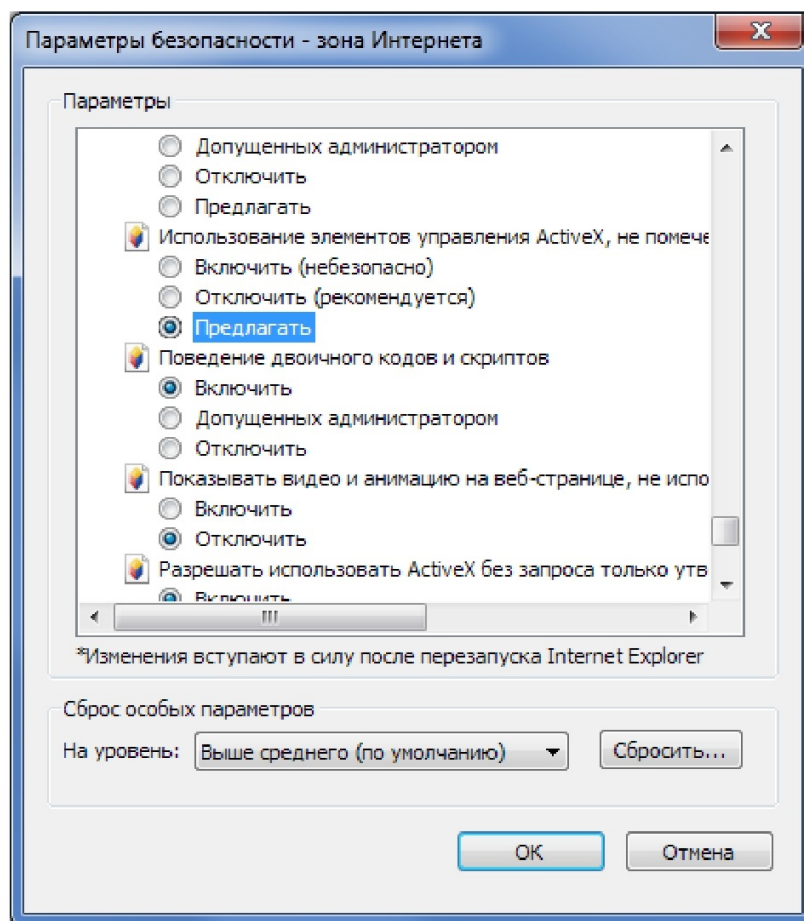 Параметры безопасности - зона Интернета
Параметры
Допущенных администратором
Отключить
Предлагать
Использование элементов управления ActiveX, не помече
Включить (небезопасно)
Отключить (рекомендуется)
Предлагать
Поведение двоичного кодов и скриптов
Включить
Допущенных администратором
Отключить
Показывать видео и анимацию на веб-странице, не испо
Включить
Отключить
Разрешать использовать ActiveX без запроса только утв
Включить
*Изменения вступают в силу после перезапуска Internet Explorer
Сброс особых параметров
На уровень: Выше среднего (по умолчанию) Сбросить...
ОК Отмена